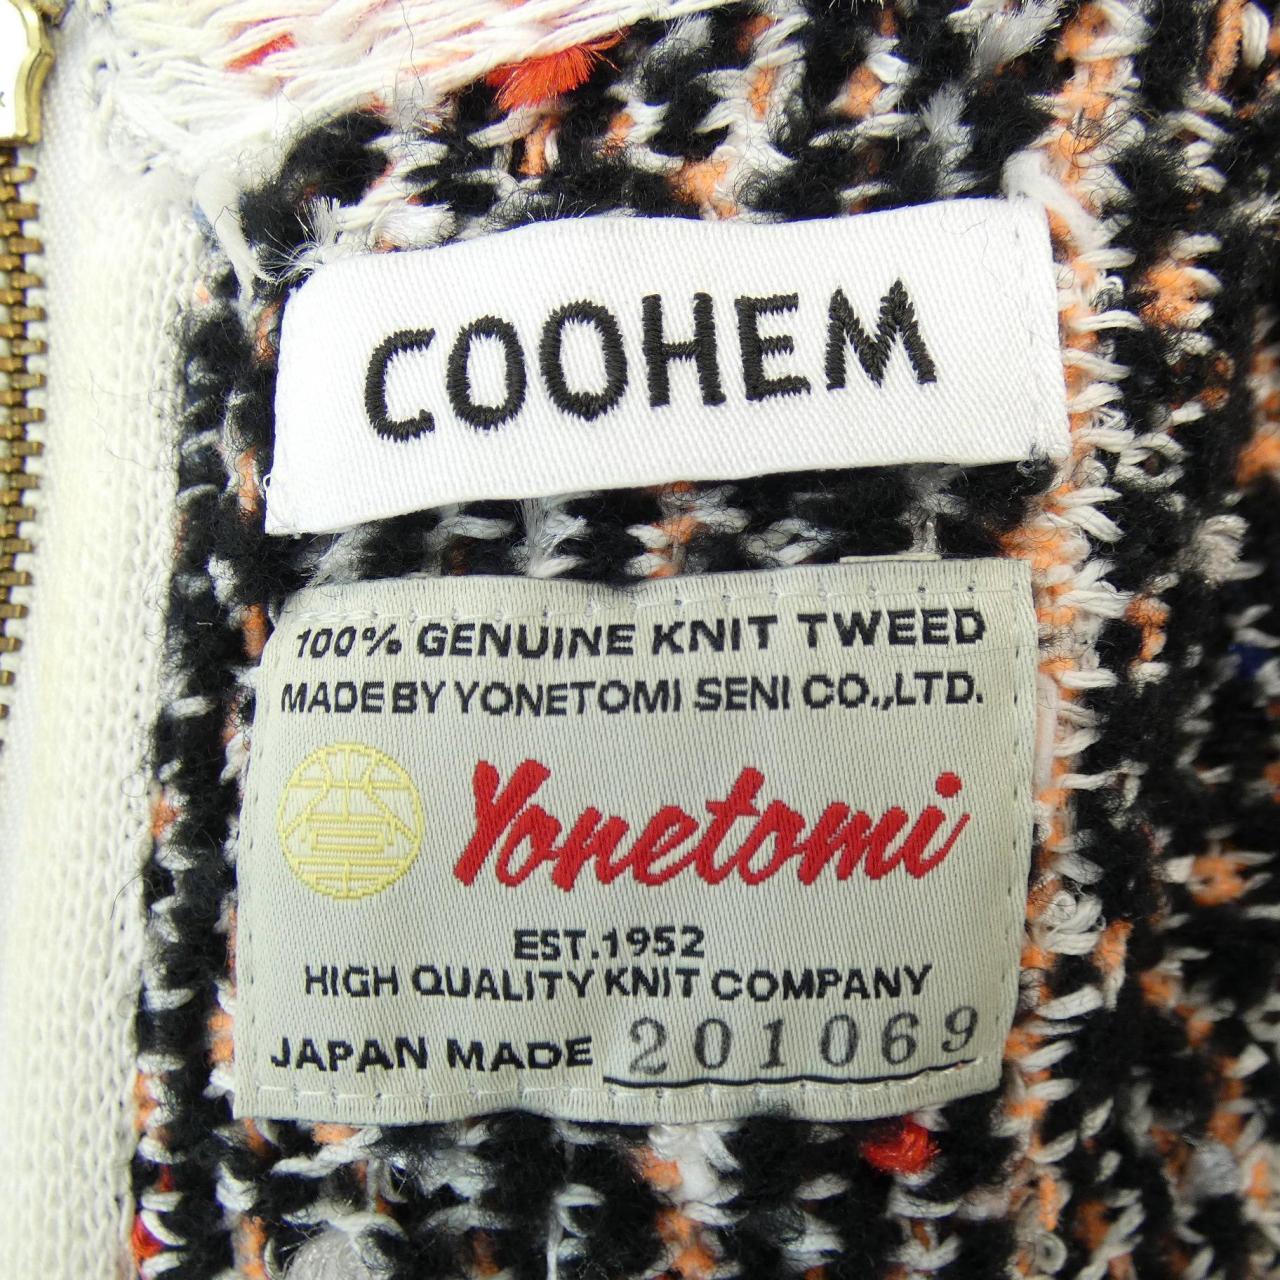 COOHEM
100% GENUINE KNIT TWEED
MADE BY YONETOMI SENI CO.,LTD.
Yonetomi
EST.1952
HIGH QUALITY KNIT COMPANY
JAPAN MADE 201069